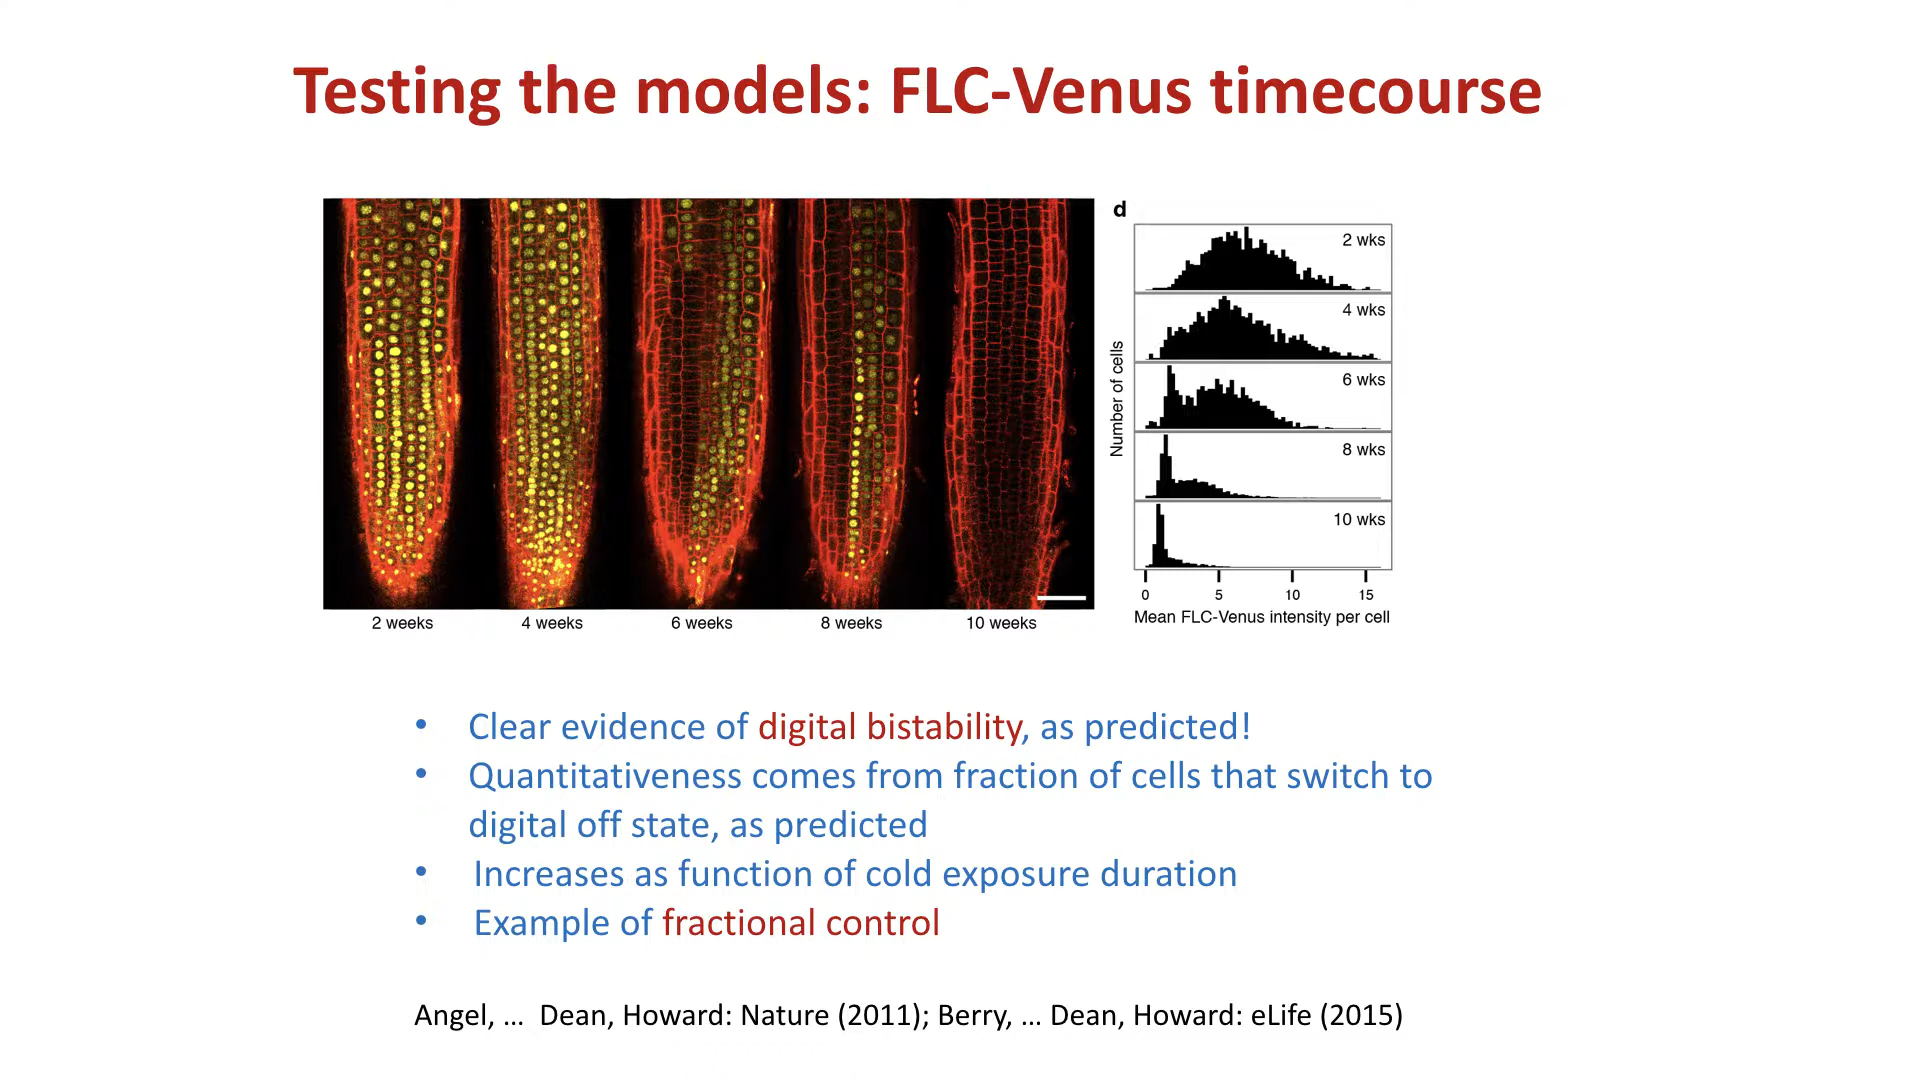 Testing the models: FLC-Venus timecourse
2 weeks
4 weeks
6 weeks
8 weeks
10 weeks
d
2 wks
4 wks
6 wks
8 wks
10 wks
Number of cells
0 5 10 15
Mean FLC-Venus intensity per cell
• Clear evidence of digital bistability, as predicted!
• Quantitativeness comes from fraction of cells that switch to
digital off state, as predicted
• Increases as function of cold exposure duration
• Example of fractional control
Angel, ... Dean, Howard: Nature (2011); Berry, ... Dean, Howard: eLife (2015)